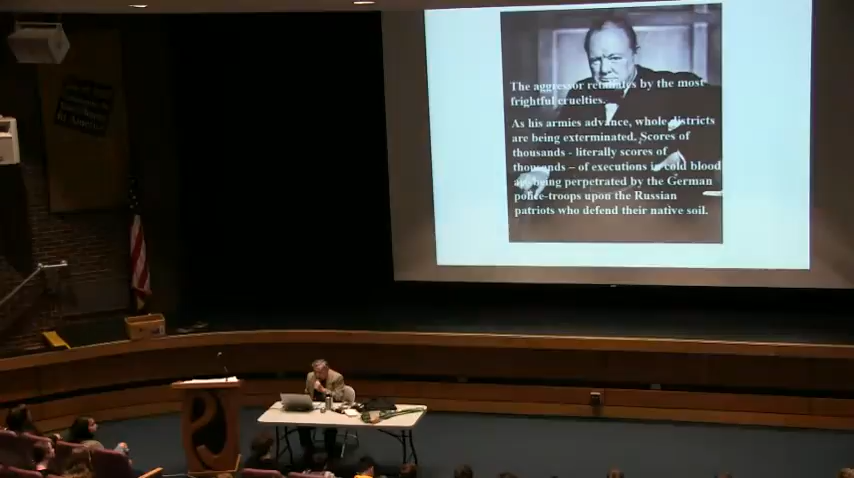 The aggressor retaliates by the most
frightful cruelties.
As his armies advance, whole districts
are being exterminated. Scores of
thousands - literally scores of
thousands – of executions in cold blood
are being perpetrated by the German
police-troops upon the Russian
patriots who defend their native soil.